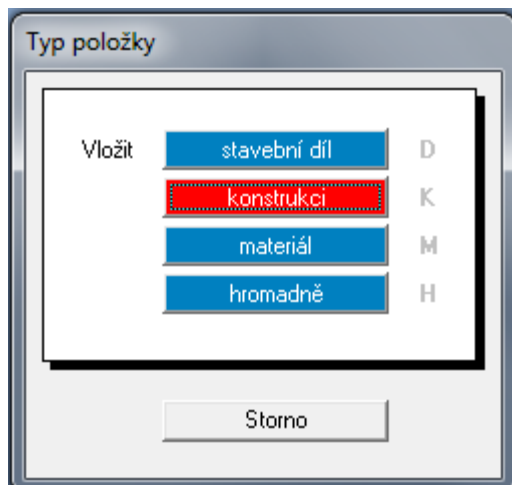 Typ položky
Vložit stavební díl D
konstrukci K
materiál M
hromadně H
Storno